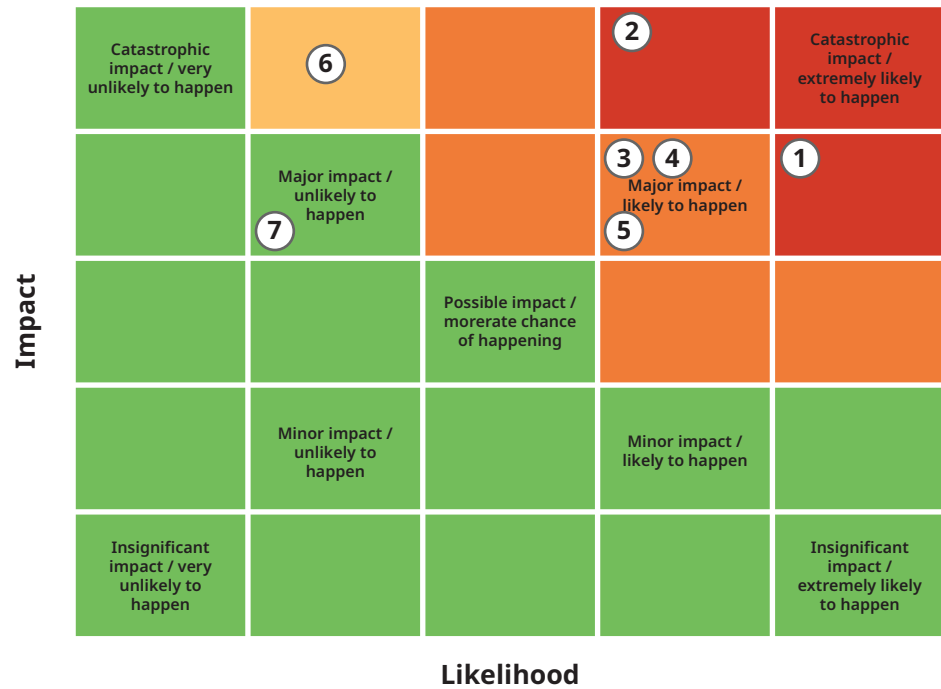 Impact
Catastrophic
impact / very
unlikely to happen
6
2
Catastrophic
impact /
extremely likely
to happen
Major impact /
unlikely to
happen
7
3
4
Major impact /
likely to happen
5
1
Possible impact /
morerate chance
of happening
Minor impact /
unlikely to
happen
Minor impact /
likely to happen
Insignificant
impact / very
unlikely to
happen
Insignificant
impact /
extremely likely
to happen
Likelihood